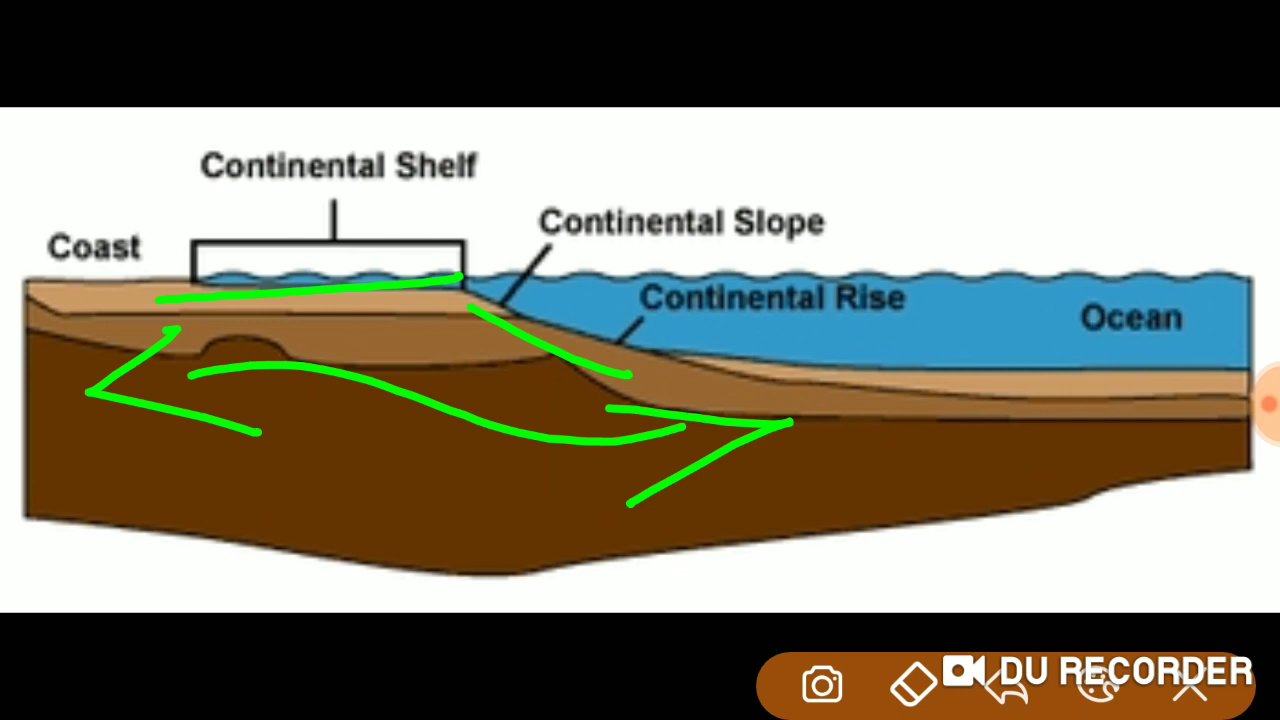 Continental Shelf
Continental Slope
Coast
Continental Rise
Ocean
DU RECORDER